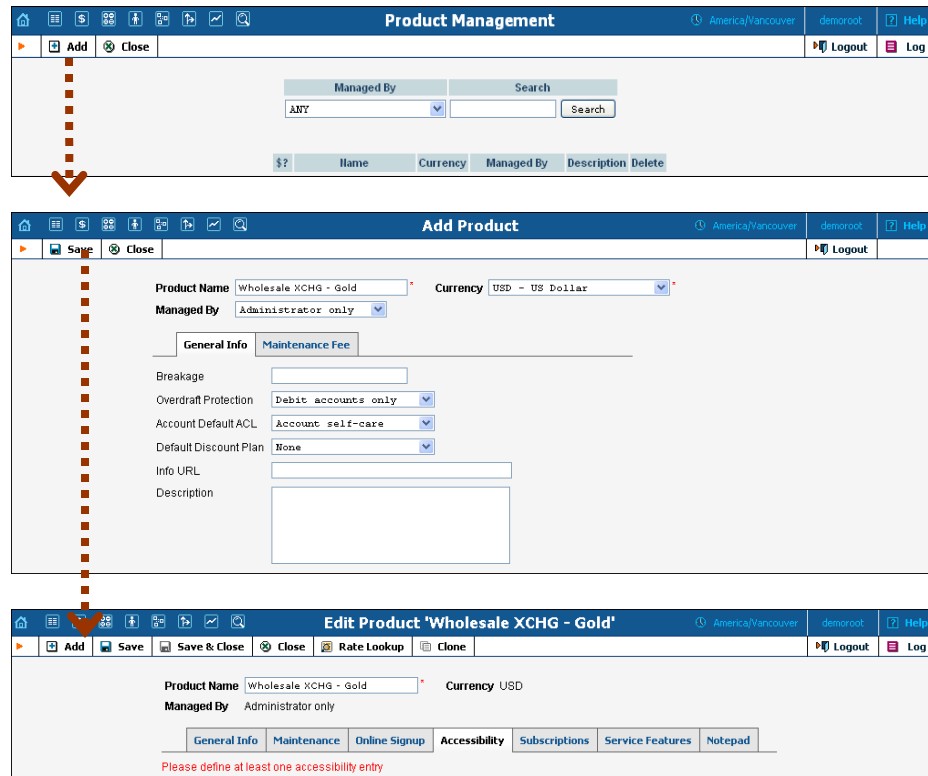 Product Management America/Vancouver demoroot ? Help
Add Close Logout Log
Managed By Search
ANY Search
$? Name Currency Managed By Description Delete
Add Product America/Vancouver demoroot ? Help
Save Close Logout
Product Name Wholesale XCHG - Gold * Currency USD - US Dollar *
Managed By Administrator only
General Info Maintenance Fee
Breakage
Overdraft Protection Debit accounts only
Account Default ACL Account self-care
Default Discount Plan None
Info URL
Description
Edit Product 'Wholesale XCHG - Gold' America/Vancouver demoroot ? Help
Add Save Save & Close Close Rate Lookup Clone Logout Log
Product Name Wholesale XCHG - Gold * Currency USD
Managed By Administrator only
General Info Maintenance Online Signup Accessibility Subscriptions Service Features Notepad
Please define at least one accessibility entry